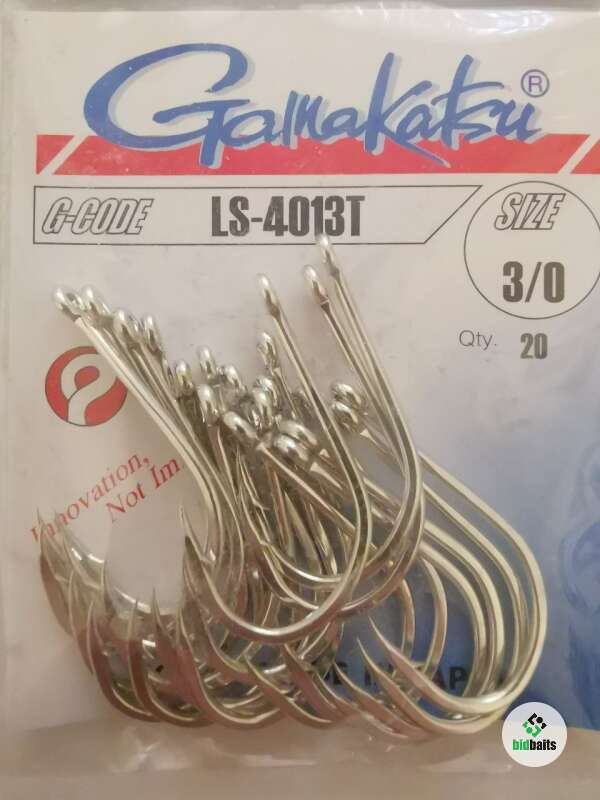 Gamakatsu ®
G-CODE LS-4013T
SIZE
3/0
Qty. 20
Innovation,
Not Im
bidbaits